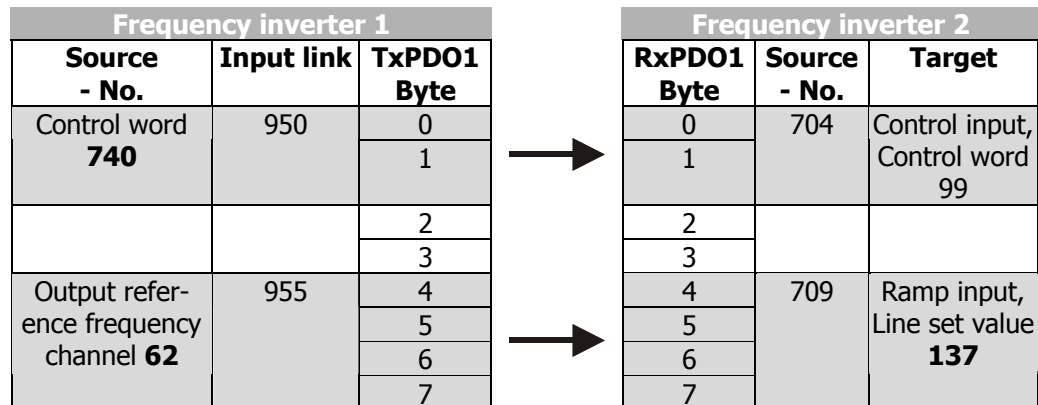 Frequency inverter 1
Source - No. Input link TxPDO1 Byte
Control word 740 950 0
1
2
3
Output refer-
ence frequency
channel 62 955 4
5
6
7
Frequency inverter 2
RxPDO1 Byte Source - No. Target
0 704 Control input,
1 Control word
99
2
3
4 709 Ramp input,
5 Line set value
6 137
7